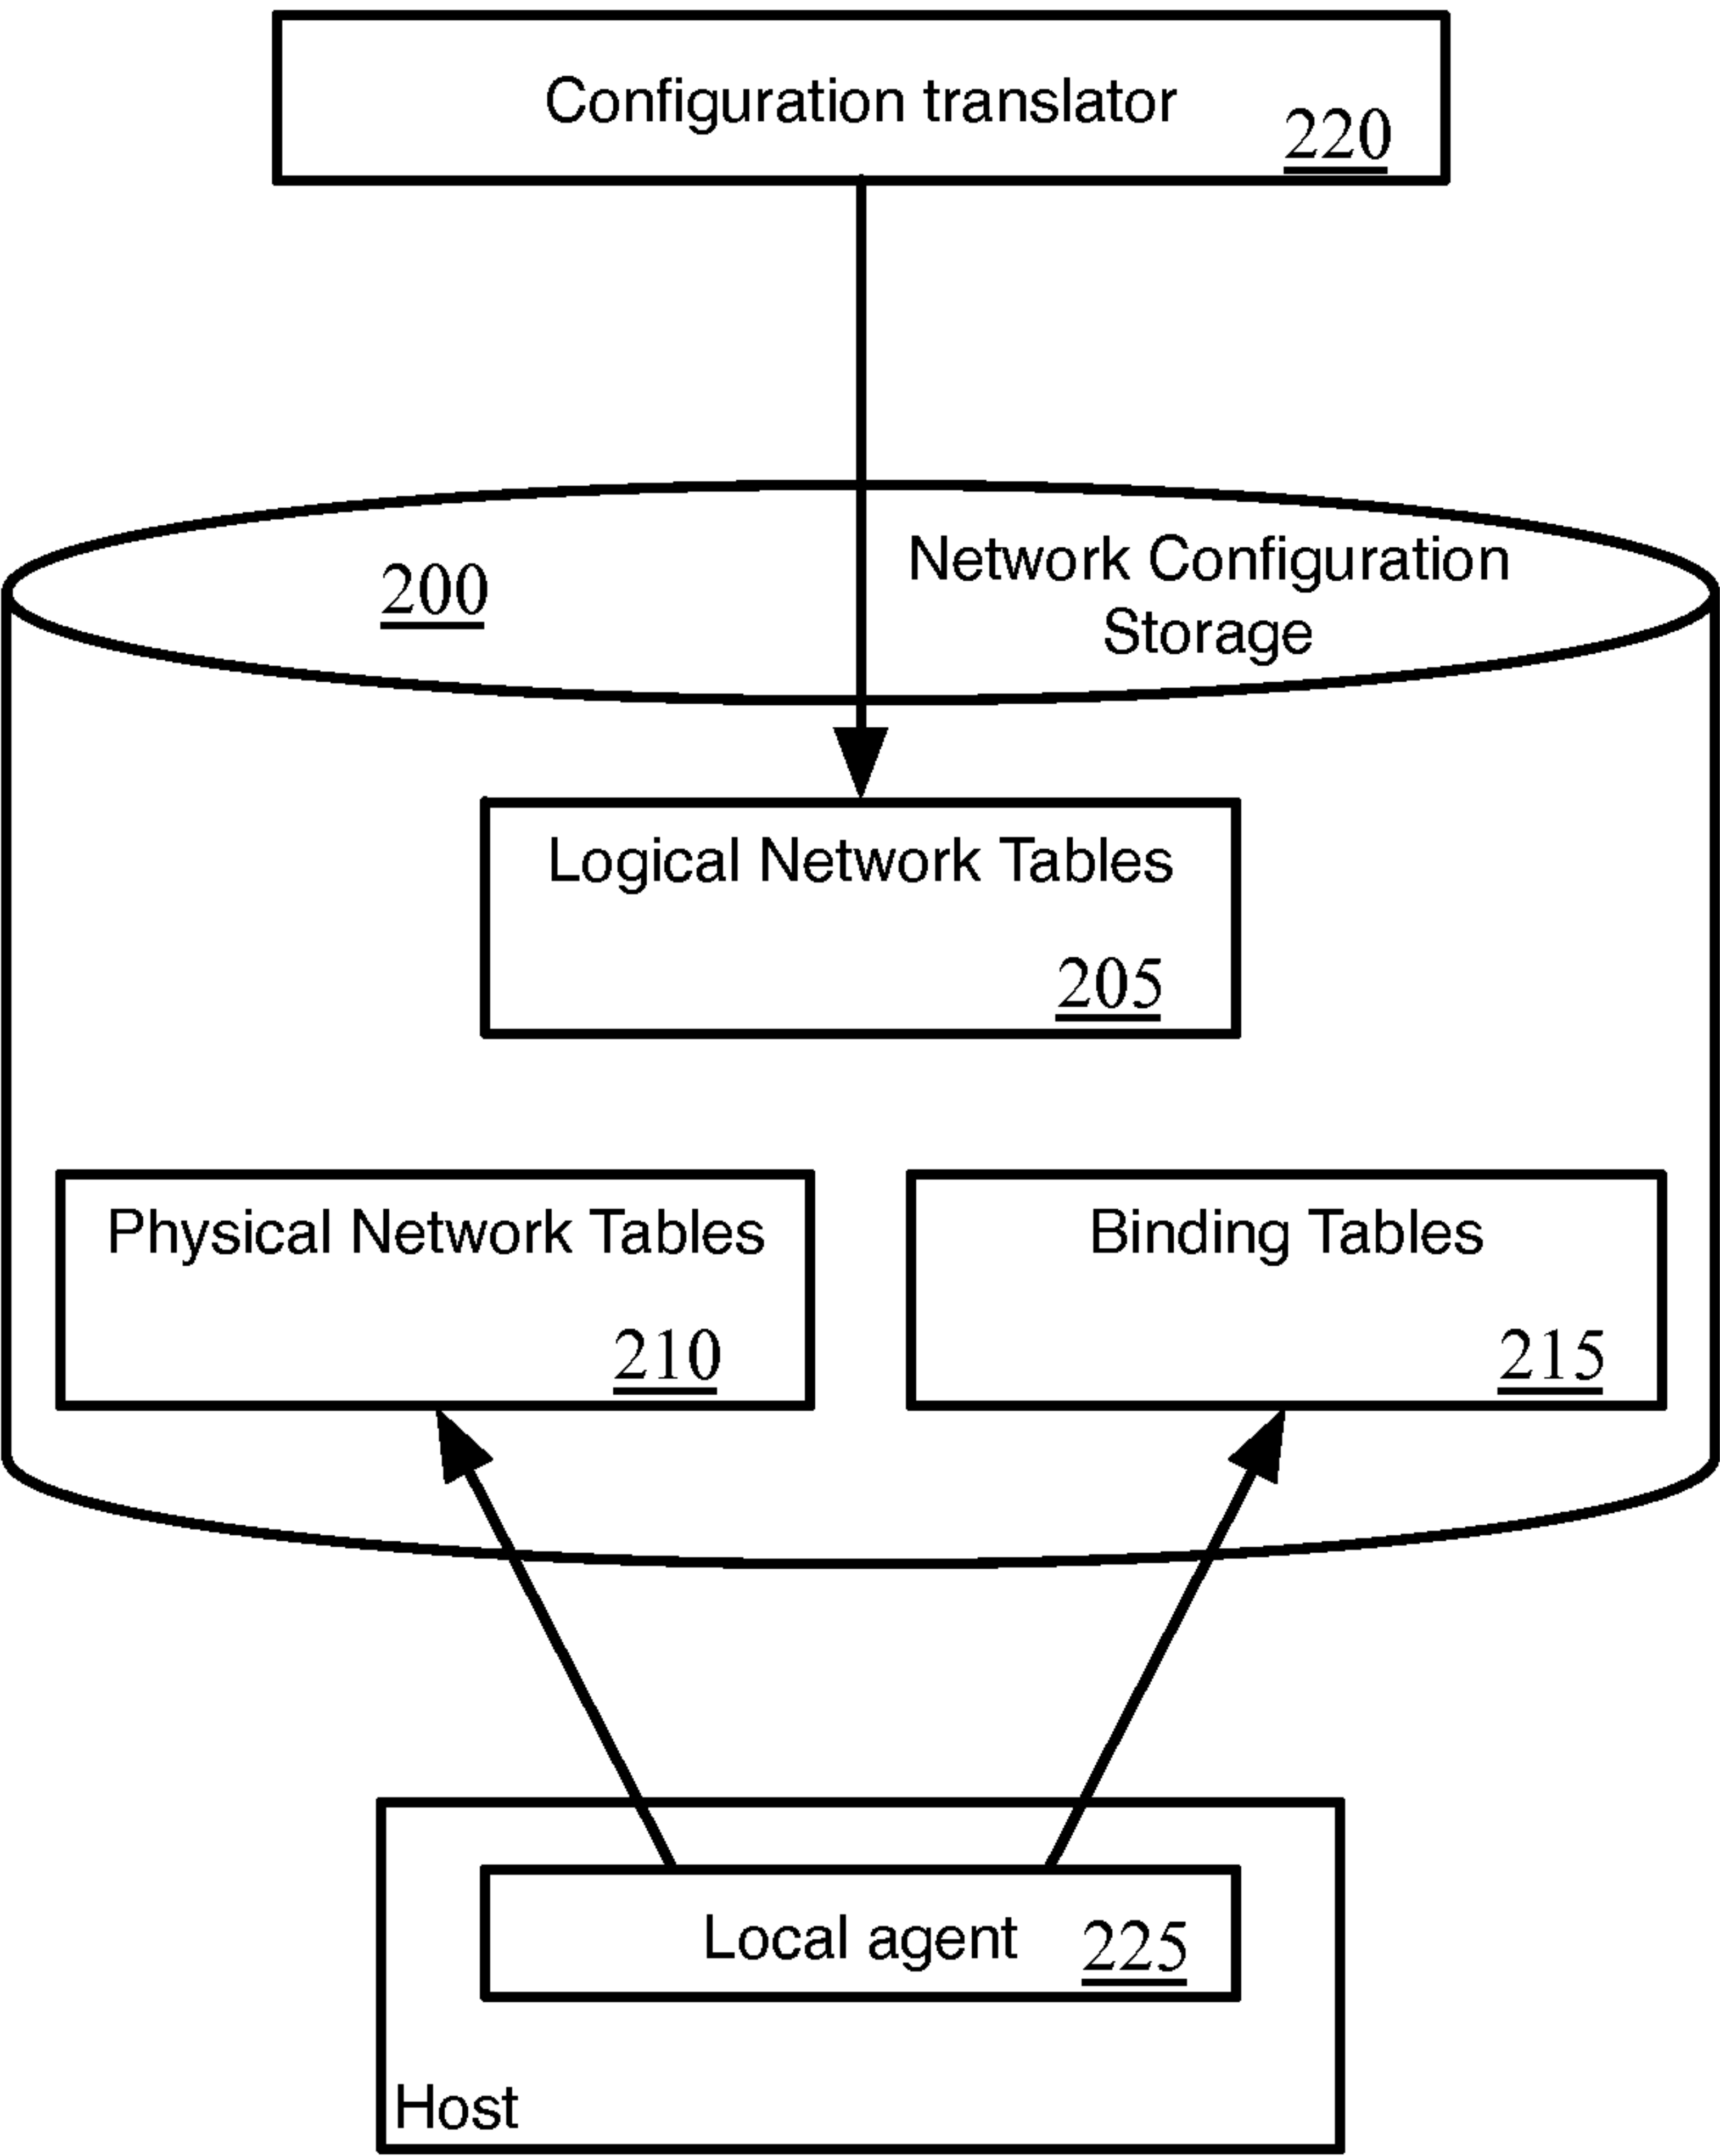 Configuration translator
220
200
Network Configuration
Storage
Logical Network Tables
205
Physical Network Tables
210
Binding Tables
215
Local agent
225
Host